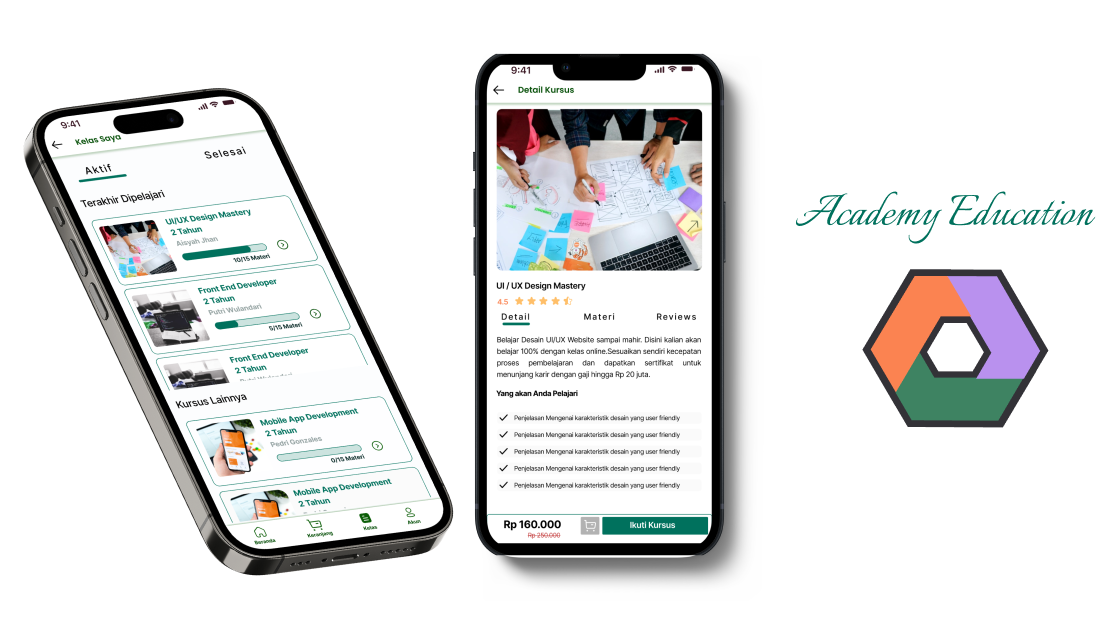 9:41
Kelas Saya
Aktif
Selesai
Terakhir Dipelajari
UI/UX Design Mastery
2 Tahun
Aisyah Jhan
10/15 Materi
Front End Developer
2 Tahun
Putri Wulandari
5/15 Materi
Front End Developer
2 Tahun
Kursus Lainnya
Mobile App Development
2 Tahun
Pedri Gonzales
0/15 Materi
Mobile App Development
2 Tahun
Beranda
Keranjang
Kelas
Akun
9:41
Detail Kursus
UI / UX Design Mastery
4.5
Detail
Materi
Reviews
Belajar Desain UI/UX Website sampai mahir. Disini kalian akan
belajar 100% dengan kelas online.Sesuaikan sendiri kecepatan
proses pembelajaran dan dapatkan sertifikat untuk
menunjang karir dengan gaji hingga Rp 20 juta.
Yang akan Anda Pelajari
Penjelasan Mengenai karakteristik desain yang user friendly
Penjelasan Mengenai karakteristik desain yang user friendly
Penjelasan Mengenai karakteristik desain yang user friendly
Penjelasan Mengenai karakteristik desain yang user friendly
Penjelasan Mengenai karakteristik desain yang user friendly
Rp 160.000
Rp 250.000
Ikuti Kursus
Academy Education